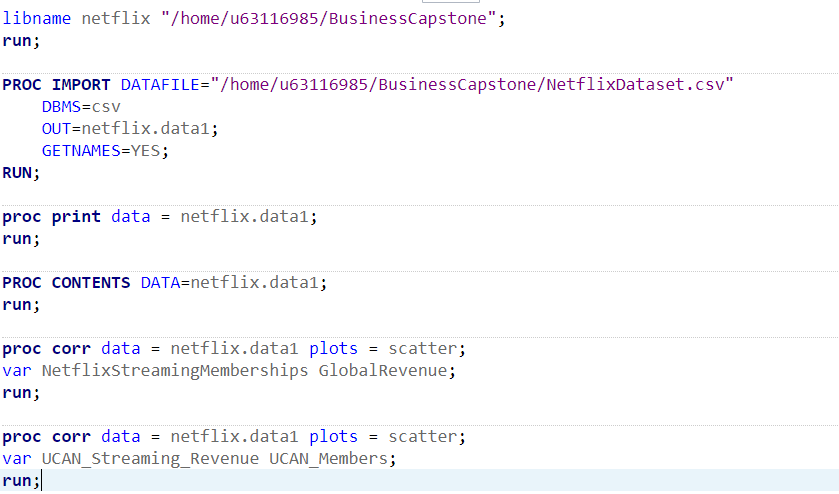 libname netflix "/home/u63116985/BusinessCapstone";
run;
PROC IMPORT DATAFILE="/home/u63116985/BusinessCapstone/NetflixDataset.csv"
DBMS=csv
OUT=netflix.data1;
GETNAMES=YES;
RUN;
proc print data = netflix.data1;
run;
PROC CONTENTS DATA=netflix.data1;
run;
proc corr data = netflix.data1 plots = scatter;
var NetflixStreamingMemberships GlobalRevenue;
run;
proc corr data = netflix.data1 plots = scatter;
var UCAN_Streaming_Revenue UCAN_Members;
run;